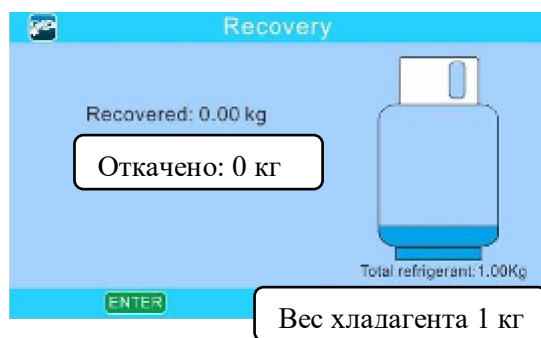 Recovery
Recovered: 0.00 kg
Откачено: 0 кг
Total refrigerant: 1.00Kg
ENTER
Вес хладагента 1 кг